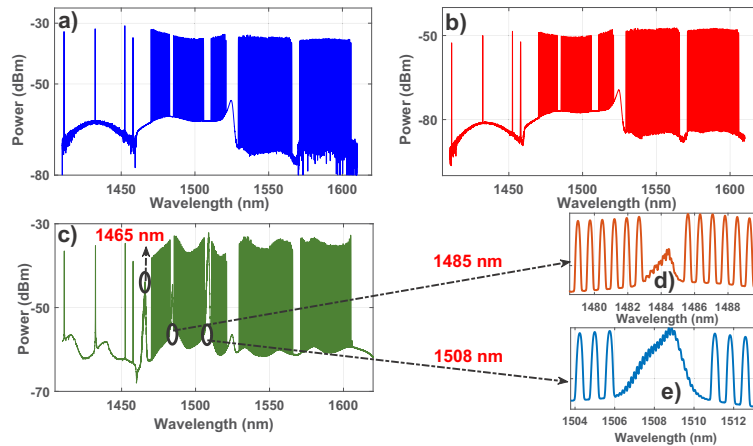 a)
-30
-50
-80
Power (dBm)
1450
1500
1550
1600
Wavelength (nm)
b)
-30
-80
Power (dBm)
1450
1500
1550
1600
Wavelength (nm)
c)
1465 nm
-30
-50
-70
Power (dBm)
1450
1500
1550
1600
Wavelength (nm)
1485 nm
1508 nm
d)
1480 1482 1484 1486 1488
Wavelength (nm)
e)
1504 1506 1508 1510 1512
Wavelength (nm)